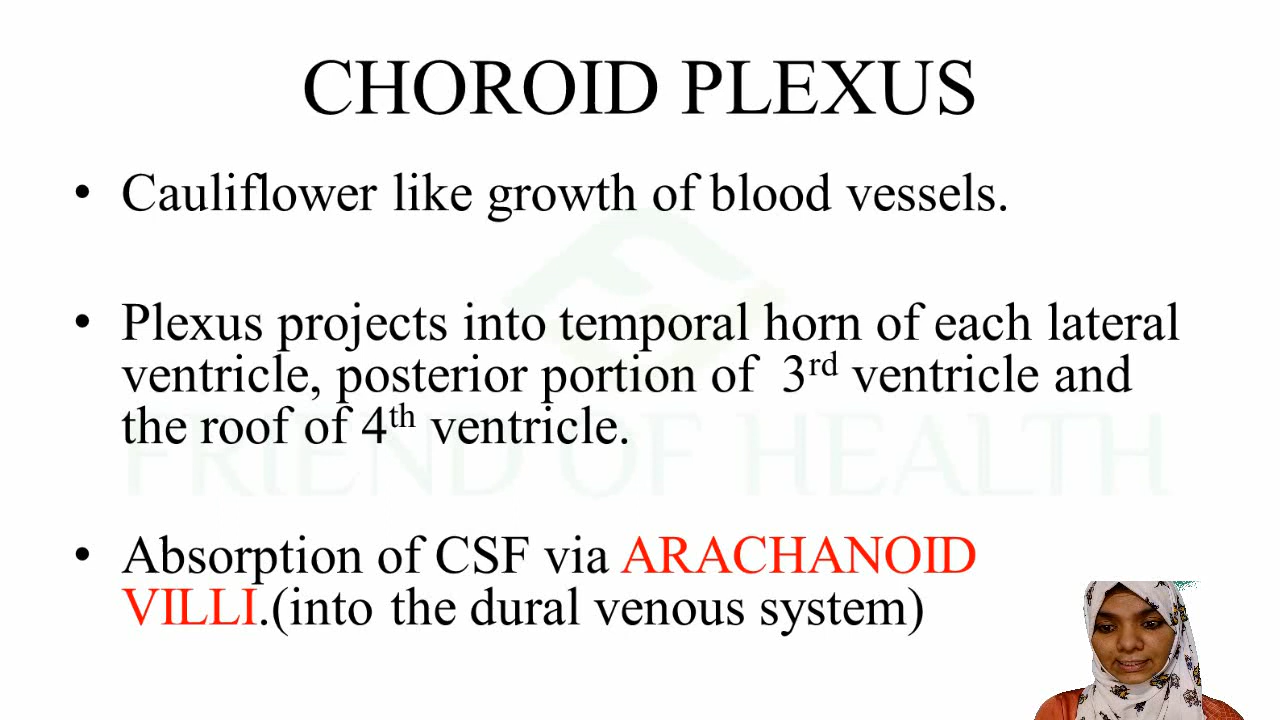 CHOROID PLEXUS
• Cauliflower like growth of blood vessels.
• Plexus projects into temporal horn of each lateral
ventricle, posterior portion of 3rd ventricle and
the roof of 4th ventricle.
FRIEND OF HEALTH
• Absorption of CSF via ARACHANOID
VILLI.(into the dural venous system)